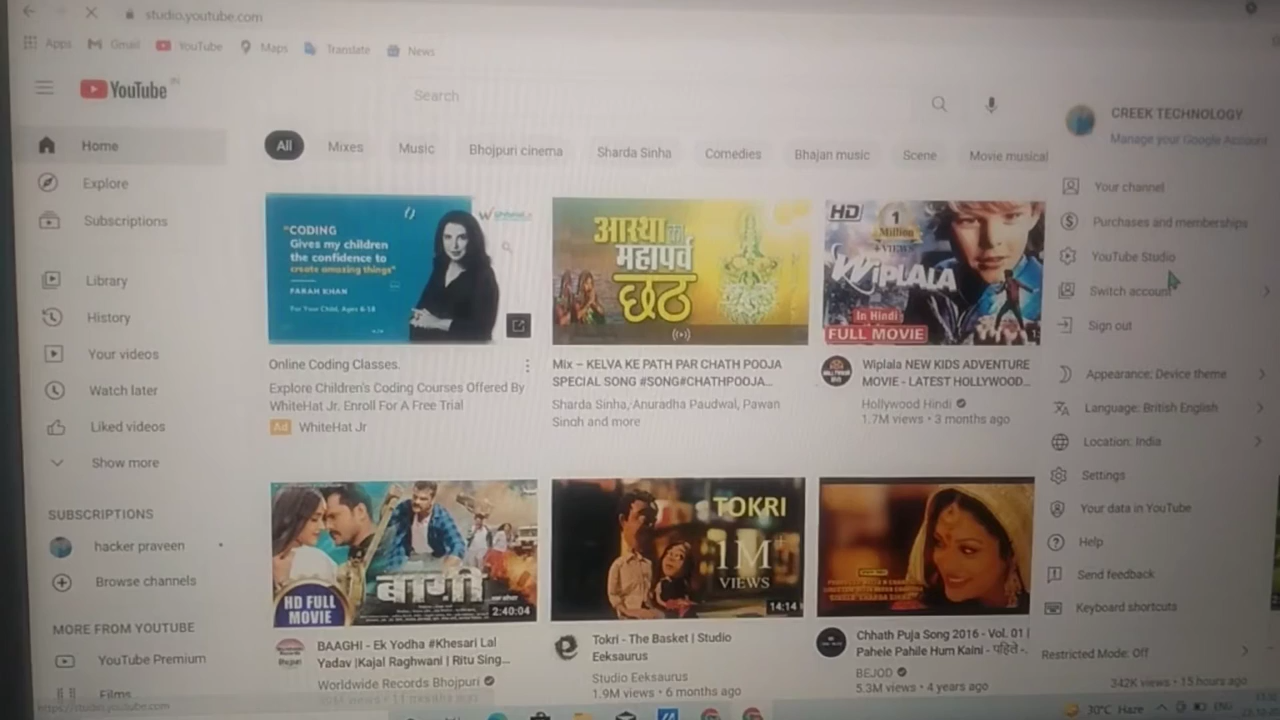 studio.youtube.com
Apps Gmail YouTube Maps Translate News
YouTube IN
Search
CREEK TECHNOLOGY
Manage your Google Account
Home
Explore
Subscriptions
Library
History
Your videos
Watch later
Liked videos
Show more
SUBSCRIPTIONS
hacker praveen
Browse channels
MORE FROM YOUTUBE
YouTube Premium
Films
https://studio.youtube.com
All Mixes Music Bhojpuri cinema Sharda Sinha Comedies Bhajan music Scene Movie musical
"CODING
Gives my children
the confidence to
create amazing things"
FARAH KHAN
For Your Child, Ages 6-18
Online Coding Classes.
Explore Children's Coding Courses Offered By
WhiteHat Jr. Enroll For A Free Trial
Ad WhiteHat Jr
आस्था का
महापर्व
छठ
Mix – KELVA KE PATH PAR CHATH POOJA
SPECIAL SONG #SONG#CHATHPOOJA...
Sharda Sinha, Anuradha Paudwal, Pawan
Singh and more
HD
1
Million
+ VIEWS
WIPLALA
In Hindi
FULL MOVIE
Wiplala NEW KIDS ADVENTURE
MOVIE - LATEST HOLLYWOOD...
Hollywood Hindi
1.7M views • 3 months ago
बाग़ी
HD FULL
MOVIE
2:40:04
BAAGHI - Ek Yodha #Khesari Lal
Yadav |Kajal Raghwani | Ritu Sing...
Worldwide Records Bhojpuri
TOKRI
1M+
VIEWS
14:14
Tokri - The Basket | Studio
Eeksaurus
Studio Eeksaurus
1.9M views • 6 months ago
Chhath Puja Song 2016 - Vol. 01 |
Pahele Pahile Hum Kaini - पहिले -...
BEJOD
5.3M views • 4 years ago
Your channel
Purchases and memberships
YouTube Studio
Switch account
Sign out
Appearance: Device theme
Language: British English
Location: India
Settings
Your data in YouTube
Help
Send feedback
Keyboard shortcuts
Restricted Mode: Off
342K views • 15 hours ago
30°C Haze
ENG